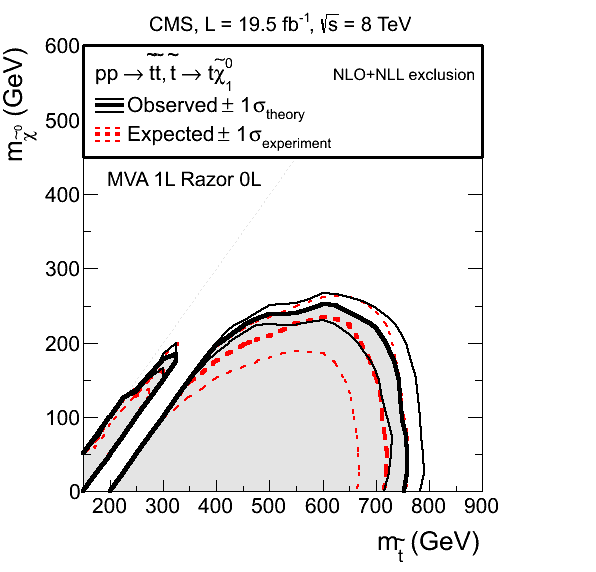 CMS, L = 19.5 fb⁻¹, √s = 8 TeV
pp → t̃t̃, t̃ → tχ̃⁰₁ NLO+NLL exclusion
Observed ± 1σ_theory
Expected ± 1σ_experiment
MVA 1L Razor 0L
m_χ̃⁰ (GeV)
600
500
400
300
200
100
0
200 300 400 500 600 700 800 900
m_t̃ (GeV)